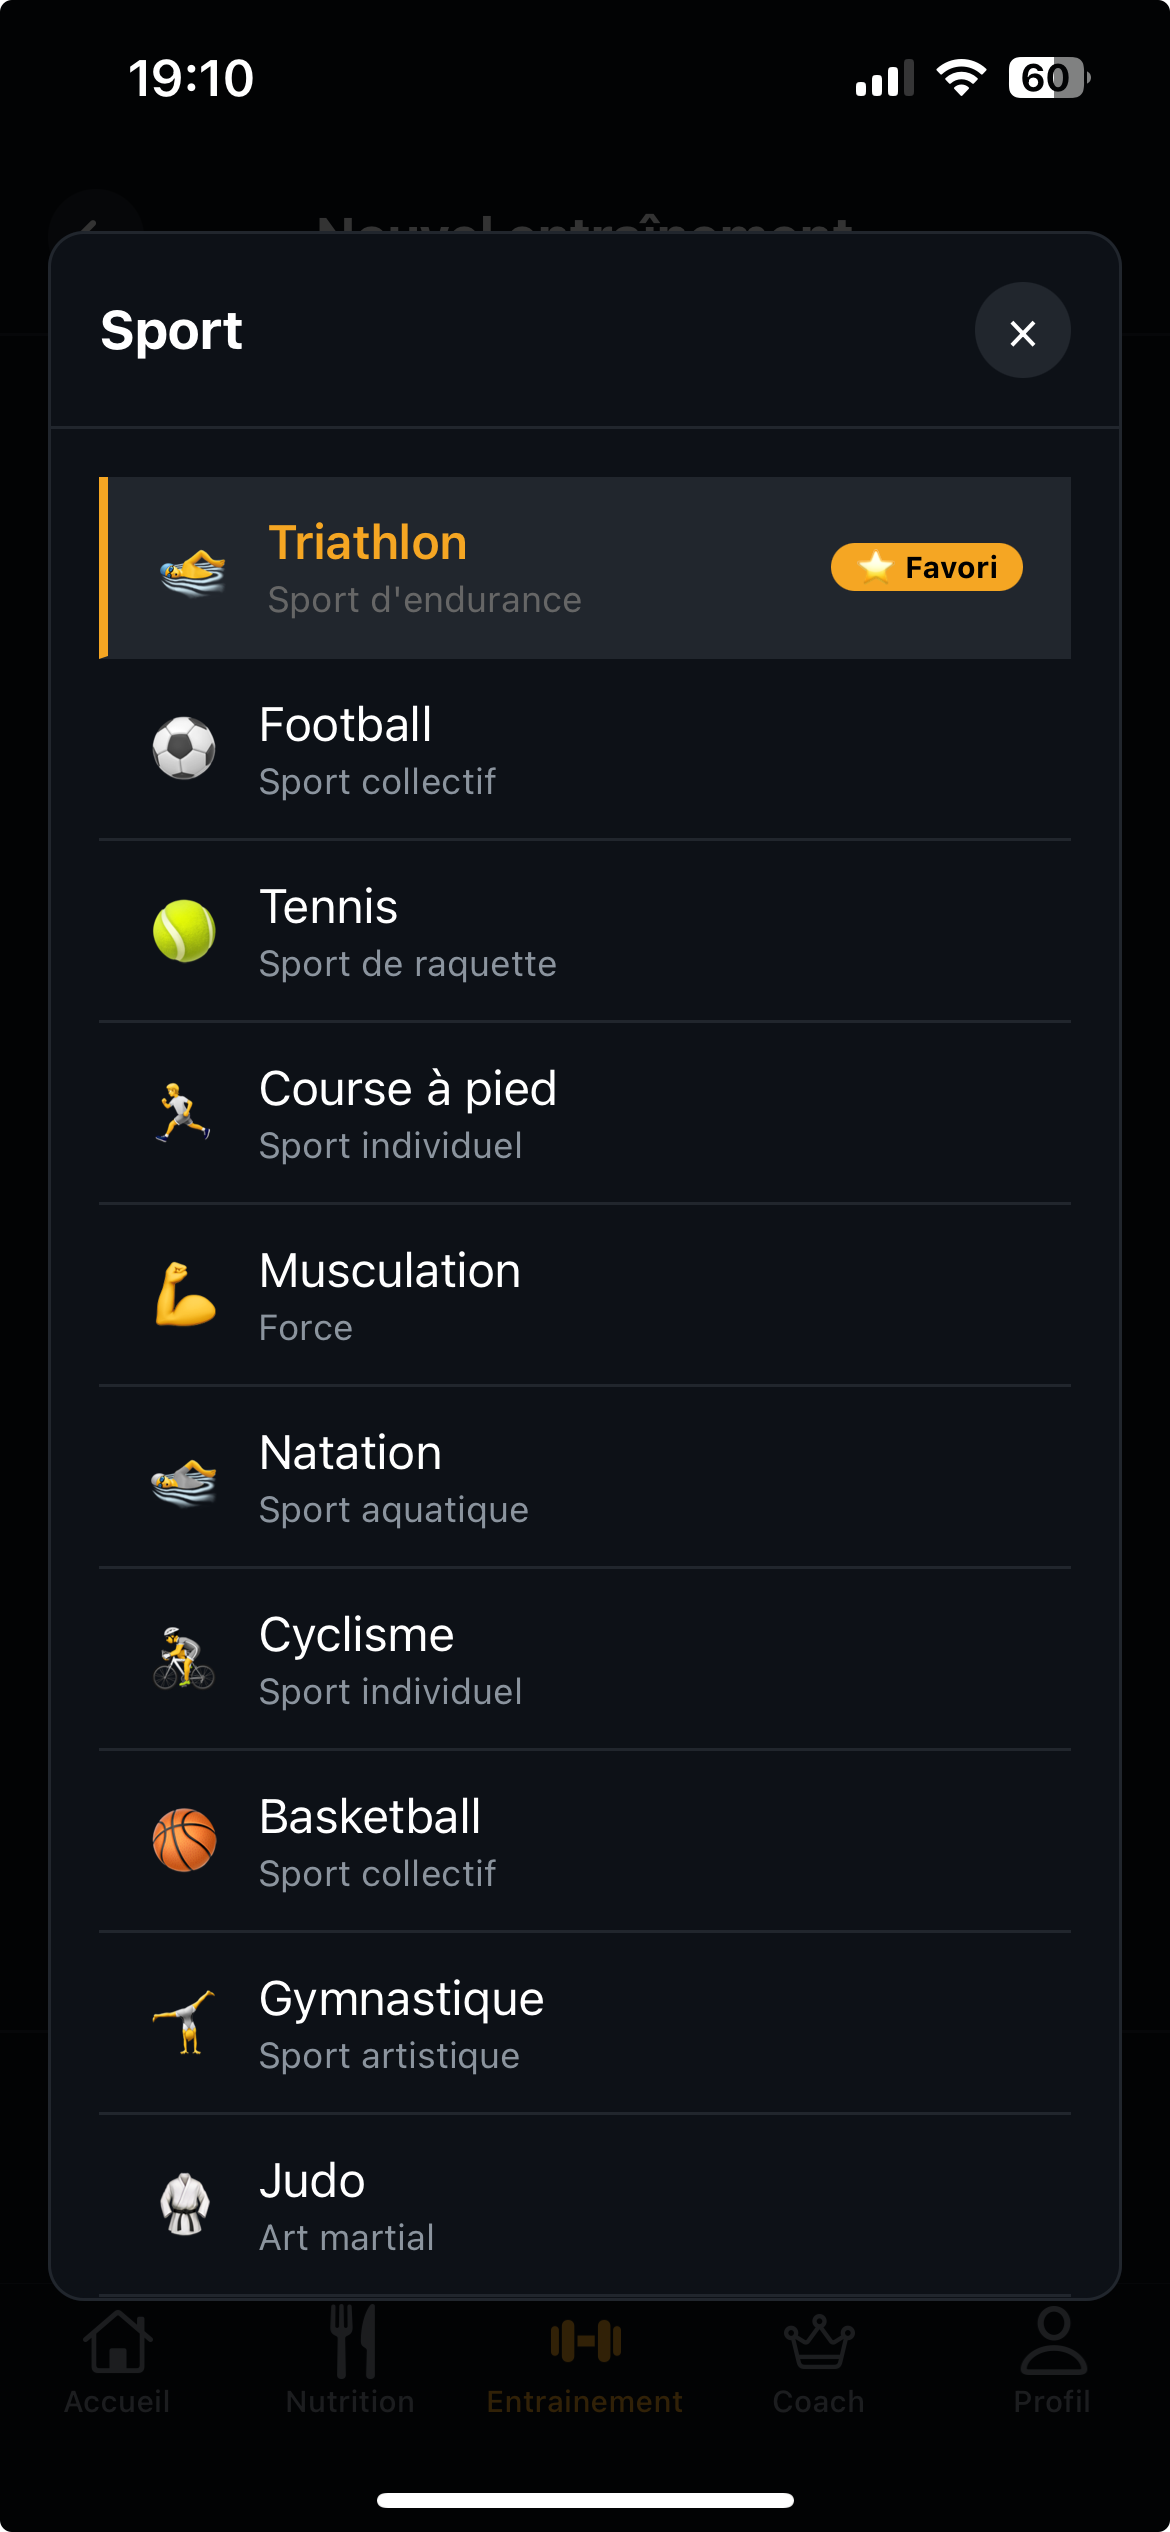 19:10
60
Nouvel entraînement
Sport
Triathlon
Sport d'endurance
⭐ Favori
Football
Sport collectif
Tennis
Sport de raquette
Course à pied
Sport individuel
Musculation
Force
Natation
Sport aquatique
Cyclisme
Sport individuel
Basketball
Sport collectif
Gymnastique
Sport artistique
Judo
Art martial
Accueil
Nutrition
Entrainement
Coach
Profil